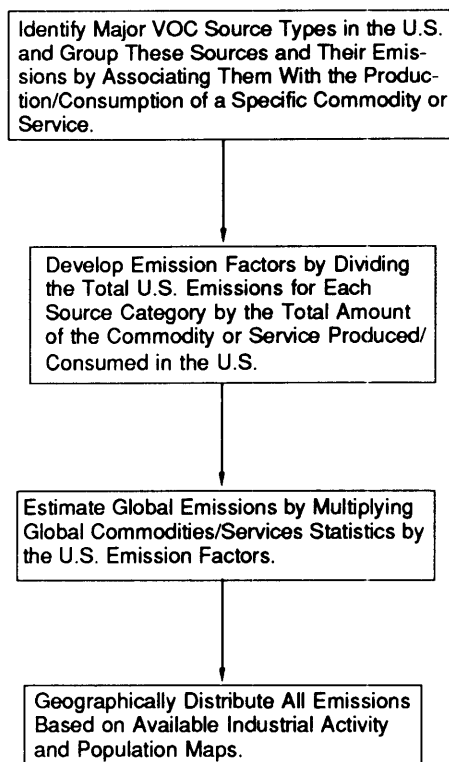 Identify Major VOC Source Types in the U.S.
and Group These Sources and Their Emis-
sions by Associating Them With the Produc-
tion/Consumption of a Specific Commodity or
Service.
Develop Emission Factors by Dividing
the Total U.S. Emissions for Each
Source Category by the Total Amount
of the Commodity or Service Produced/
Consumed in the U.S.
Estimate Global Emissions by Multiplying
Global Commodities/Services Statistics by
the U.S. Emission Factors.
Geographically Distribute All Emissions
Based on Available Industrial Activity
and Population Maps.